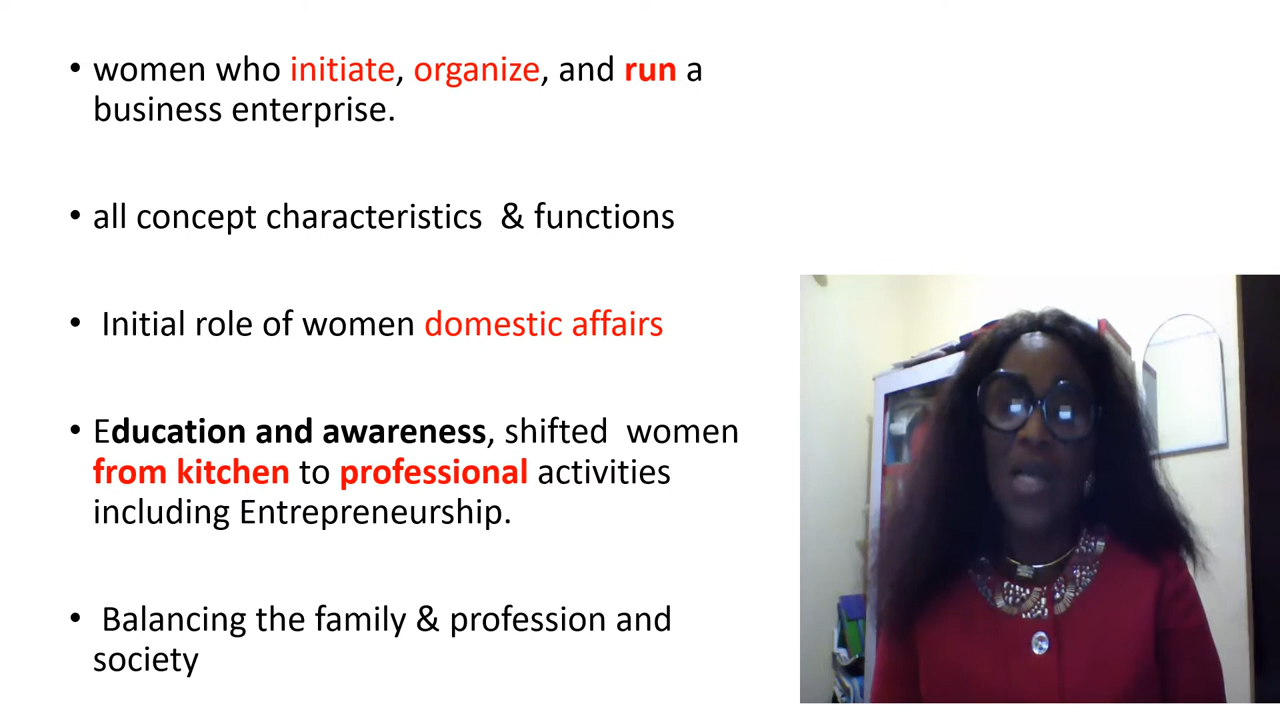 • women who initiate, organize, and run a
business enterprise.
• all concept characteristics & functions
• Initial role of women domestic affairs
• Education and awareness, shifted women
from kitchen to professional activities
including Entrepreneurship.
• Balancing the family & profession and
society